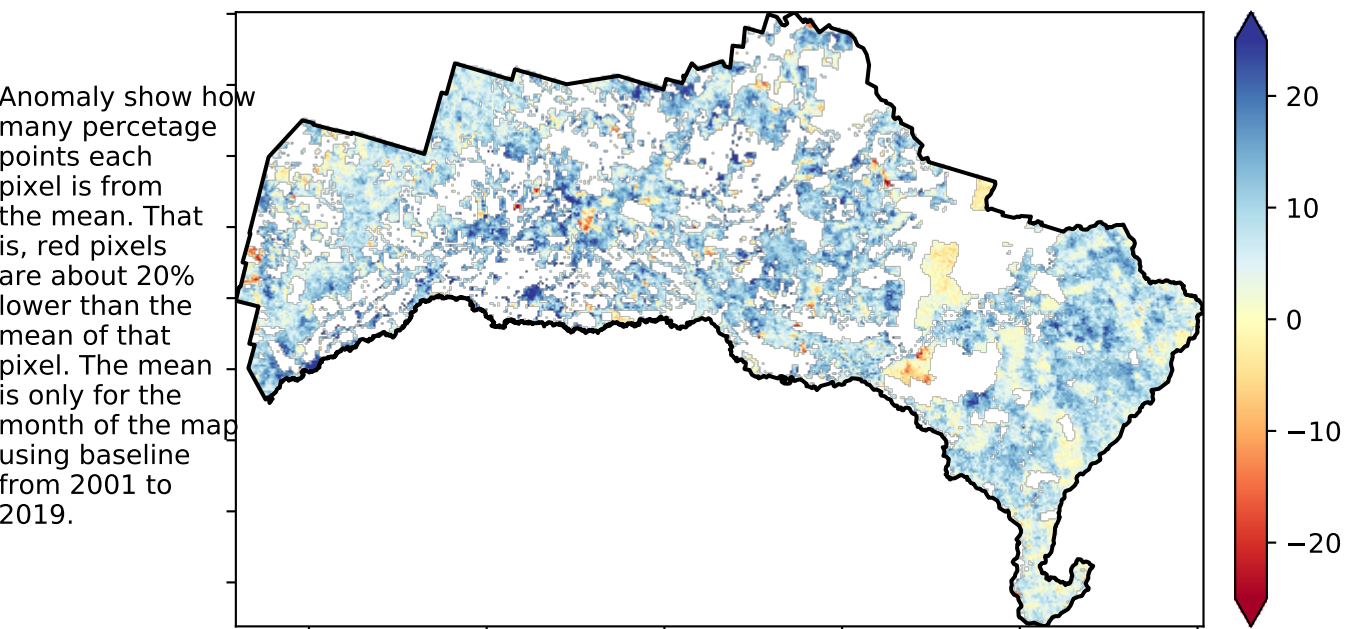 Anomaly show how
many percetage
points each
pixel is from
the mean. That
is, red pixels
are about 20%
lower than the
mean of that
pixel. The mean
is only for the
month of the map
using baseline
from 2001 to
2019.
20
10
0
−10
−20